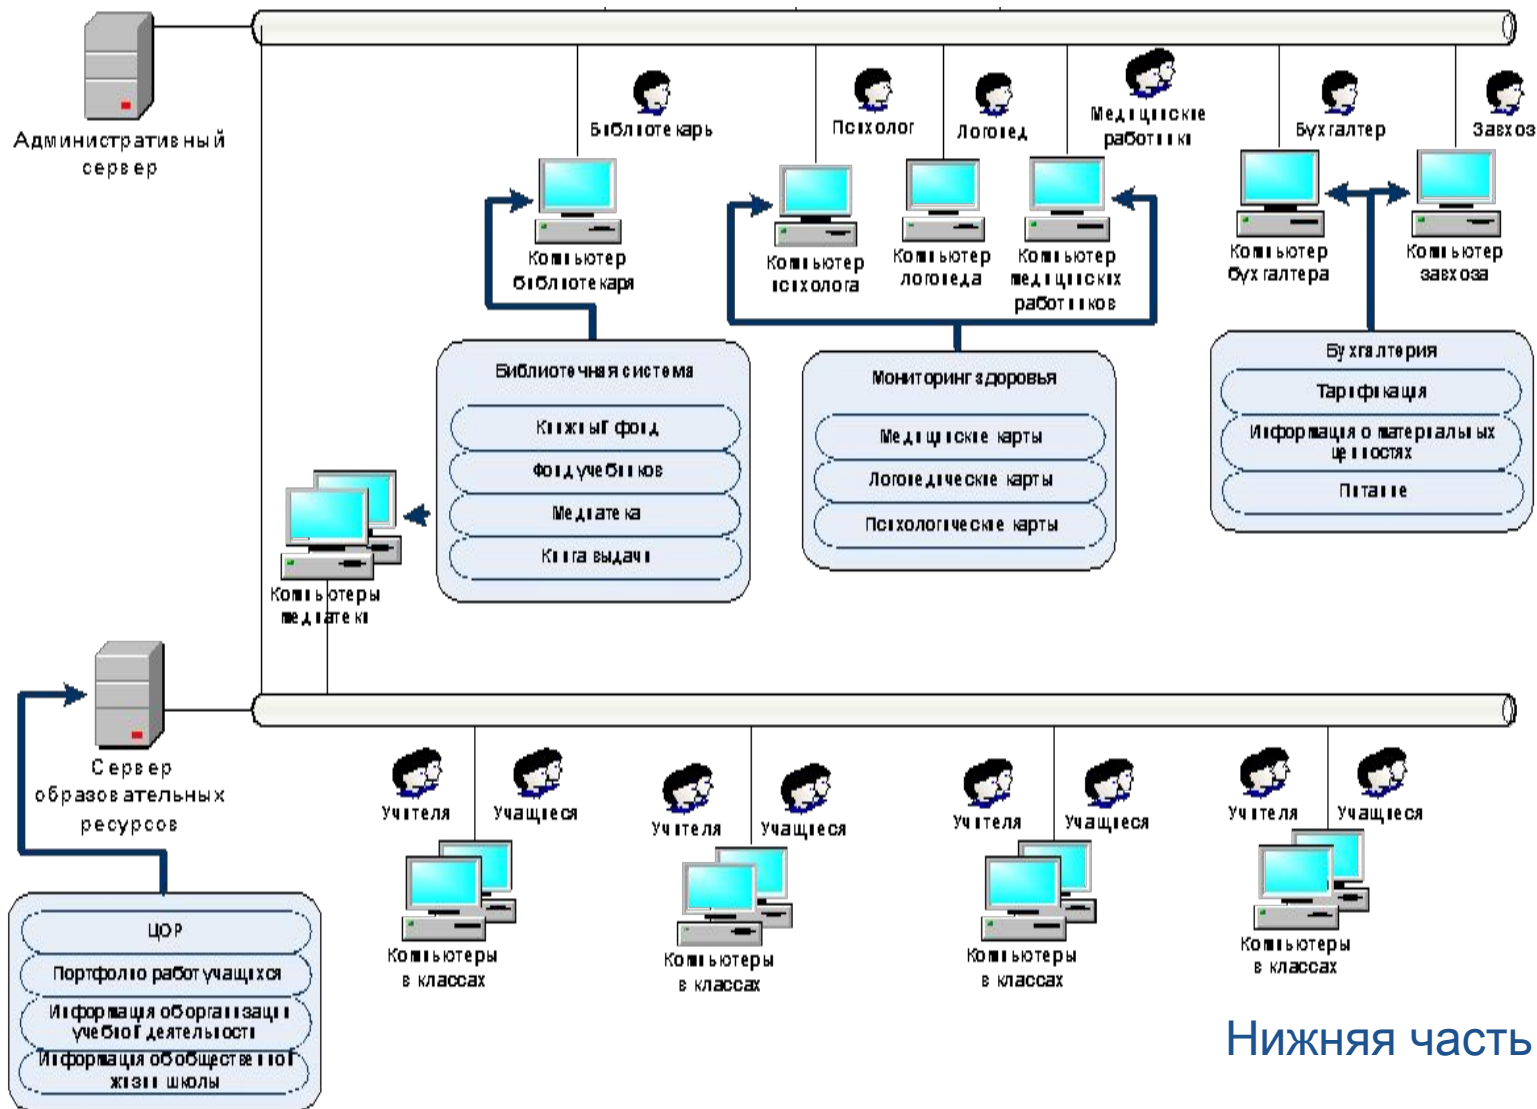 Административный
сервер
Библиотекарь
Психолог
Логопед
Медицинские
работники
Бухгалтер
Завхоз
Компьютер
библиотекаря
Компьютер
психолога
Компьютер
логопеда
Компьютер
медицинских
работников
Компьютер
бухгалтера
Компьютер
завхоза
Библиотечная система
Книжный фонд
Фонд учебников
Медиатека
Книга выдачи
Мониторинг здоровья
Медицинские карты
Логопедические карты
Психологические карты
Бухгалтерия
Тарификация
Информация о материальных
ценностях
Питание
Компьютеры
медиатеки
Сервер
образовательных
ресурсов
Учителя
Учащиеся
Учителя
Учащиеся
Учителя
Учащиеся
Учителя
Учащиеся
Компьютеры
в классах
Компьютеры
в классах
Компьютеры
в классах
Компьютеры
в классах
ЦОР
Портфолио работ учащихся
Информация об организации
учебной деятельности
Информация об общественной
жизни школы
Нижняя часть